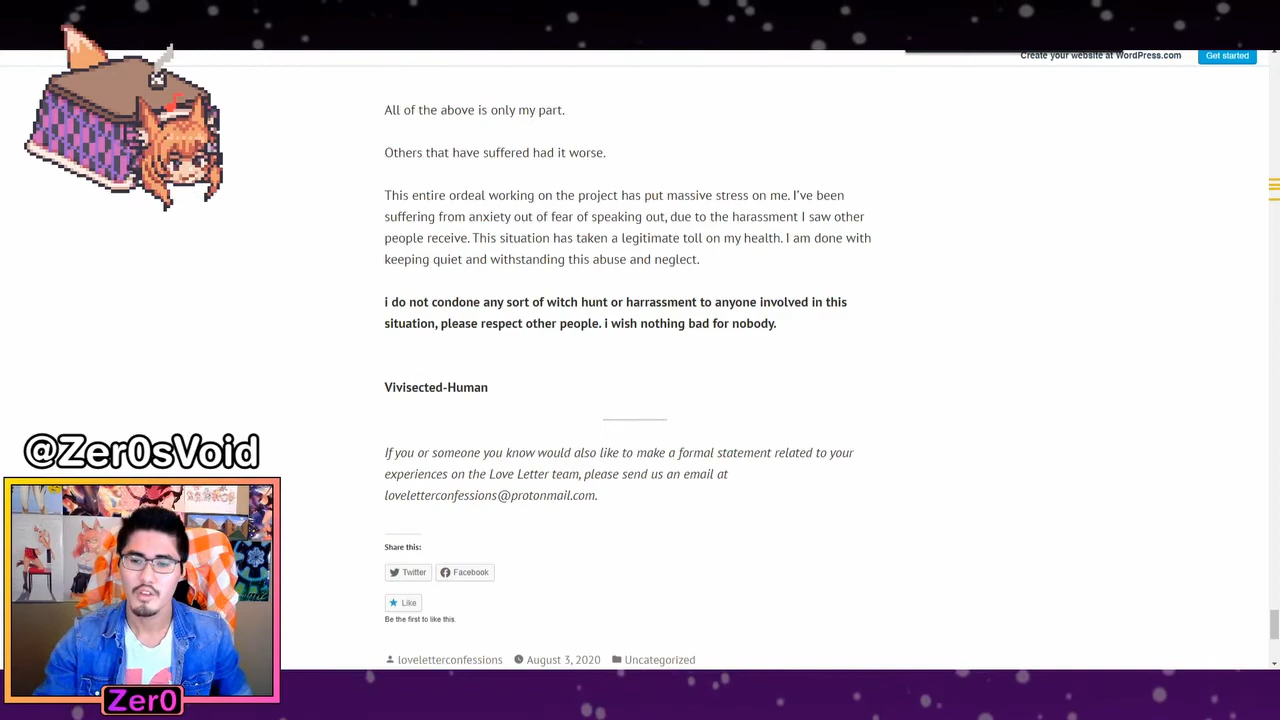 Create your website at WordPress.com
Get started
All of the above is only my part.
Others that have suffered had it worse.
This entire ordeal working on the project has put massive stress on me. I've been
suffering from anxiety out of fear of speaking out, due to the harassment I saw other
people receive. This situation has taken a legitimate toll on my health. I am done with
keeping quiet and withstanding this abuse and neglect.
i do not condone any sort of witch hunt or harrassment to anyone involved in this
situation, please respect other people. i wish nothing bad for nobody.
Vivisected-Human
If you or someone you know would also like to make a formal statement related to your
experiences on the Love Letter team, please send us an email at
loveletterconfessions@protonmail.com.
Share this:
Twitter
Facebook
Like
Be the first to like this.
loveletterconfessions
August 3, 2020
Uncategorized
@Zer0sVoid
Zer0